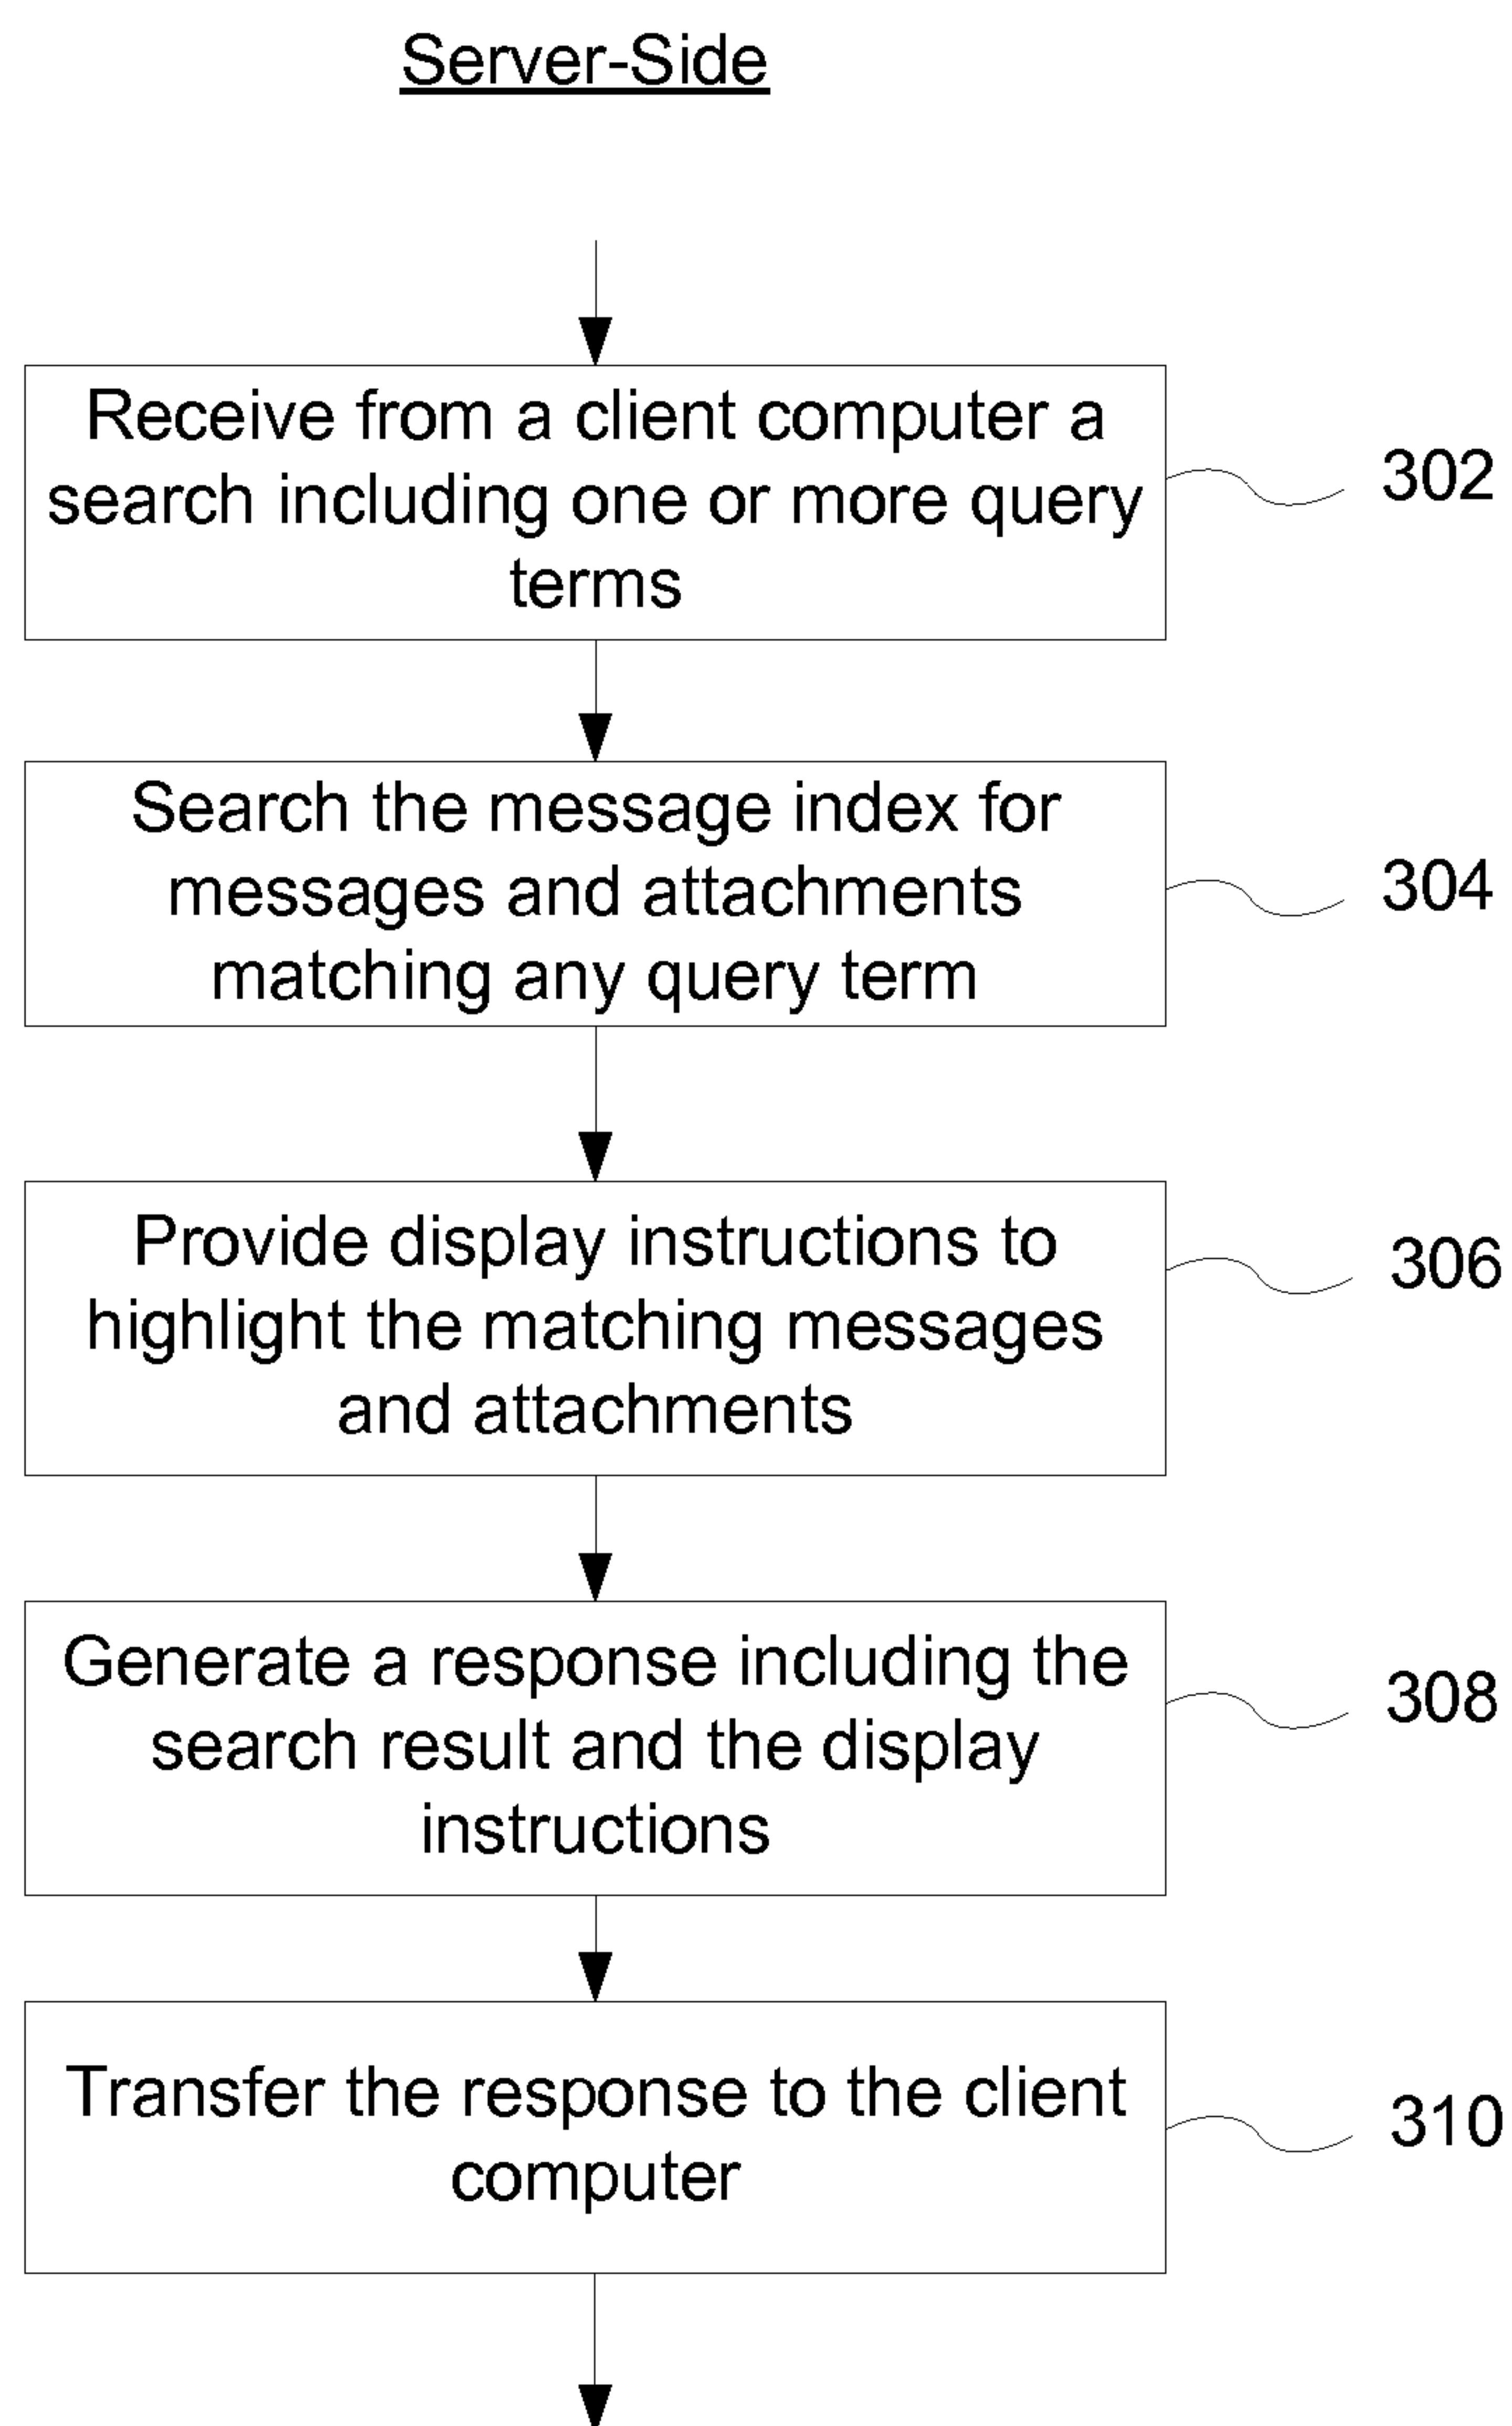 Server-Side
Receive from a client computer a
search including one or more query
terms
302
Search the message index for
messages and attachments
matching any query term
304
Provide display instructions to
highlight the matching messages
and attachments
306
Generate a response including the
search result and the display
instructions
308
Transfer the response to the client
computer
310